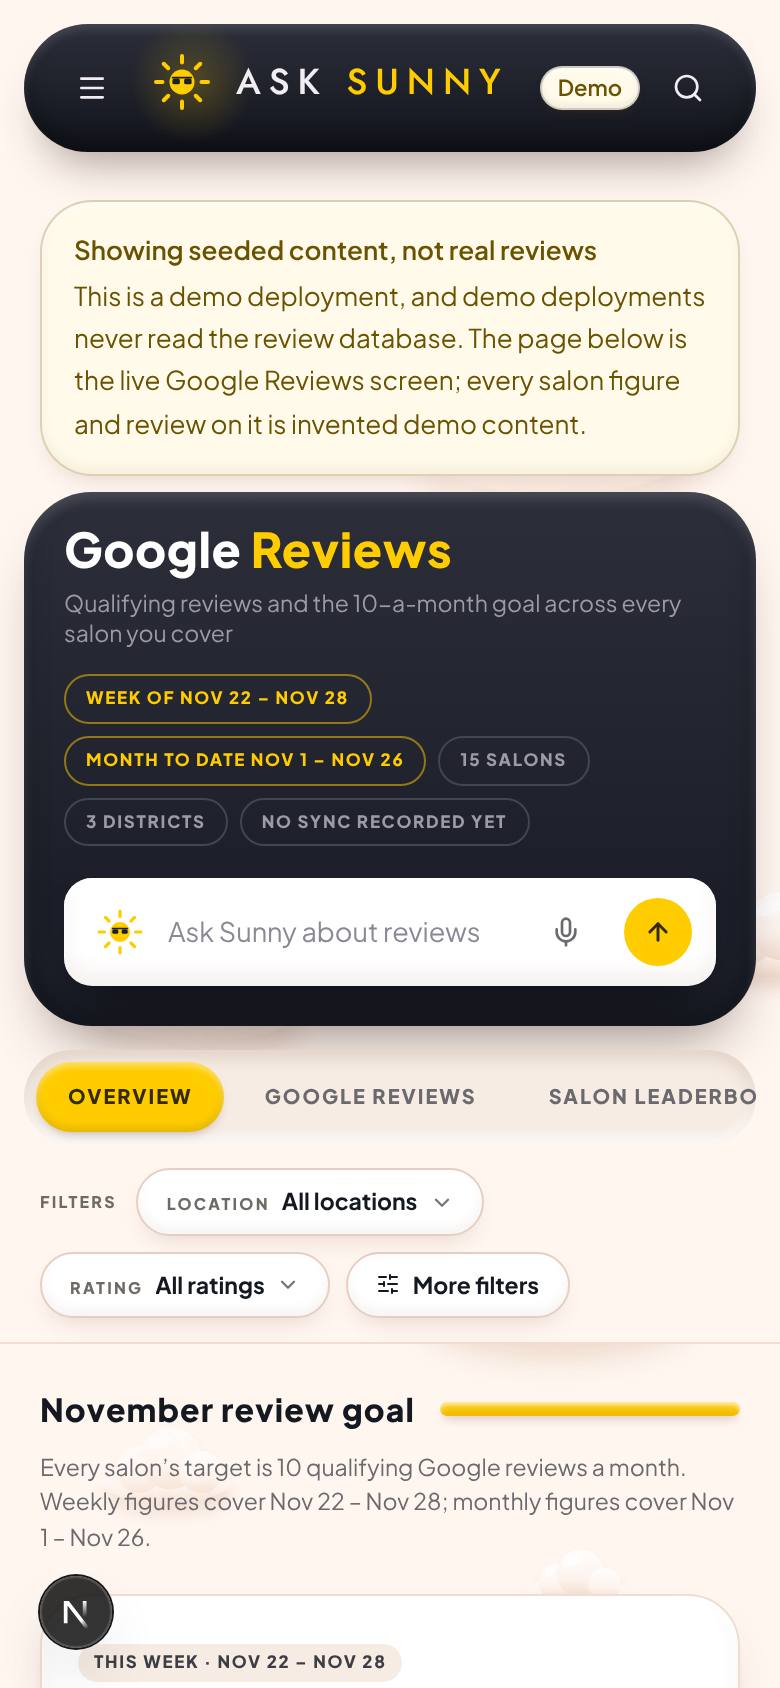 ASK SUNNY
Demo
Showing seeded content, not real reviews
This is a demo deployment, and demo deployments
never read the review database. The page below is
the live Google Reviews screen; every salon figure
and review on it is invented demo content.
Google Reviews
Qualifying reviews and the 10–a-month goal across every
salon you cover
WEEK OF NOV 22 – NOV 28
MONTH TO DATE NOV 1 – NOV 26
15 SALONS
3 DISTRICTS
NO SYNC RECORDED YET
Ask Sunny about reviews
OVERVIEW
GOOGLE REVIEWS
SALON LEADERBO
FILTERS
LOCATION All locations
RATING All ratings
More filters
November review goal
Every salon’s target is 10 qualifying Google reviews a month.
Weekly figures cover Nov 22 – Nov 28; monthly figures cover Nov
1 – Nov 26.
N
THIS WEEK · NOV 22 – NOV 28